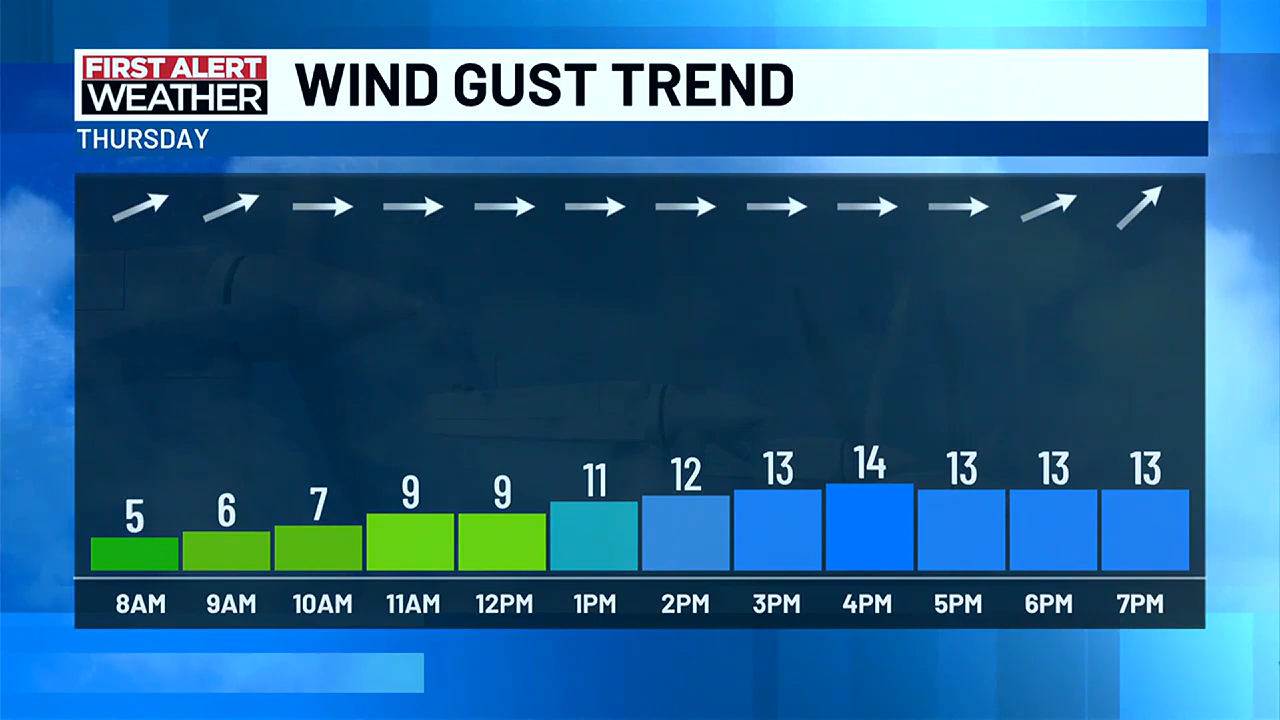 FIRST ALERT
WEATHER
WIND GUST TREND
THURSDAY
5 6 7 9 9 11 12 13 14 13 13 13
8AM 9AM 10AM 11AM 12PM 1PM 2PM 3PM 4PM 5PM 6PM 7PM